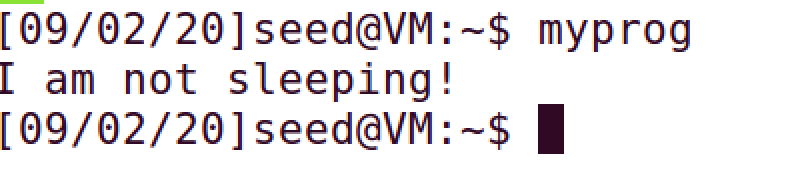 [09/02/20]seed@VM:~$ myprog
I am not sleeping!
[09/02/20]seed@VM:~$